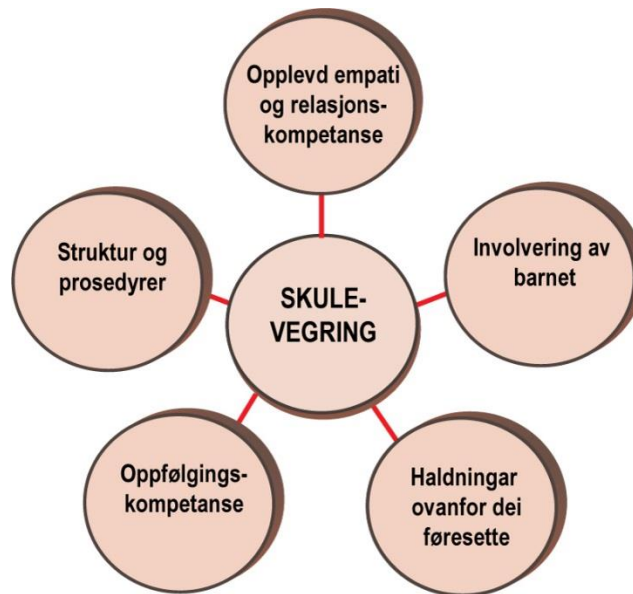 Opplevd empati
og relasjons-
kompetanse
Struktur og
prosedyrer
SKULE-
VEGRING
Involvering av
barnet
Oppfølgings-
kompetanse
Haldningar
ovanfor dei
føresette